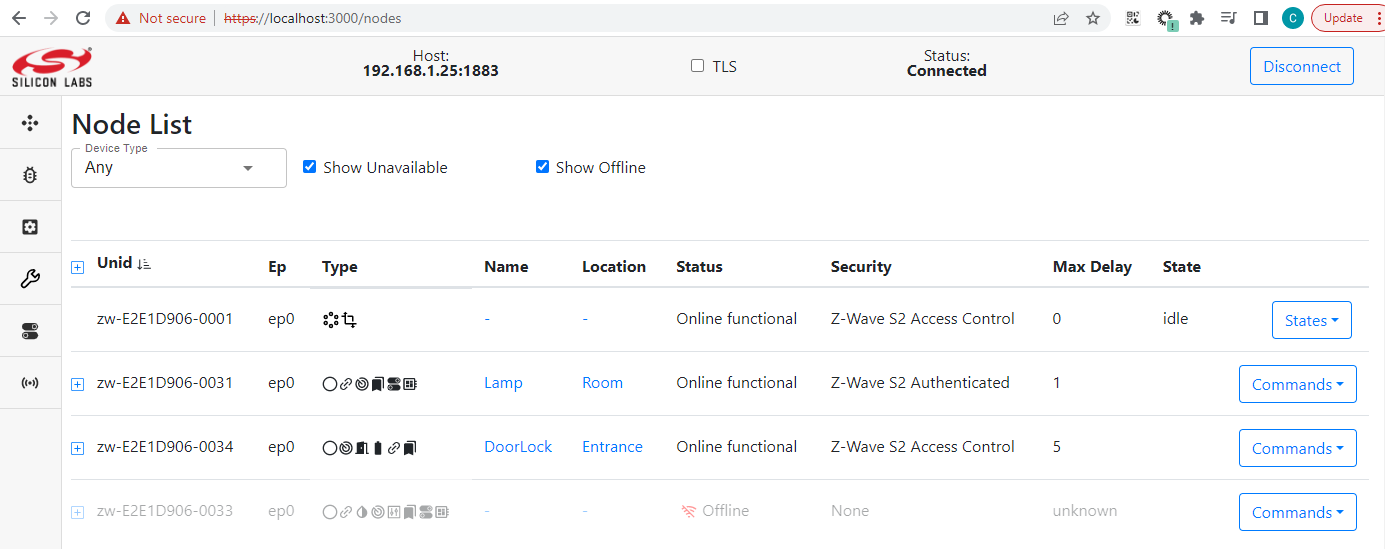 Not secure https://localhost:3000/nodes C Update
SILICON LABS
Host: 192.168.1.25:1883
TLS
Status: Connected
Disconnect
Node List
Device Type
Any
Show Unavailable Show Offline
Unid Ep Type Name Location Status Security Max Delay State
zw-E2E1D906-0001 ep0 - - Online functional Z-Wave S2 Access Control 0 idle States
zw-E2E1D906-0031 ep0 Lamp Room Online functional Z-Wave S2 Authenticated 1 Commands
zw-E2E1D906-0034 ep0 DoorLock Entrance Online functional Z-Wave S2 Access Control 5 Commands
zw-E2E1D906-0033 ep0 - - Offline None unknown Commands